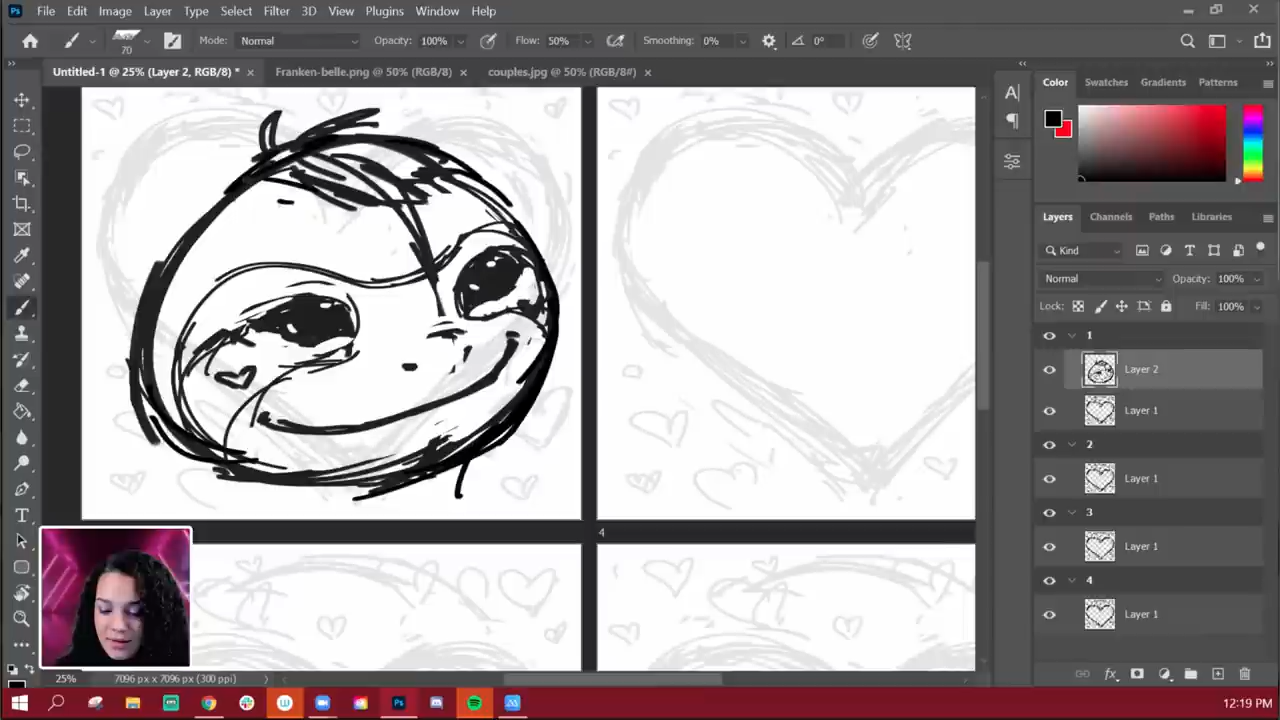 Ps File Edit Image Layer Type Select Filter 3D View Plugins Window Help
70 Mode: Normal Opacity: 100% Flow: 50% Smoothing: 0% 0°
Untitled-1 @ 25% (Layer 2, RGB/8) * × Franken-belle.png @ 50% (RGB/8) × couples.jpg @ 50% (RGB/8#) ×
Color Swatches Gradients Patterns
Layers Channels Paths Libraries
Kind
Normal Opacity: 100%
Lock: Fill: 100%
1
Layer 2
Layer 1
2
Layer 1
3
Layer 1
4
Layer 1
4
25% 7096 px x 7096 px (300 ppi)
12:19 PM